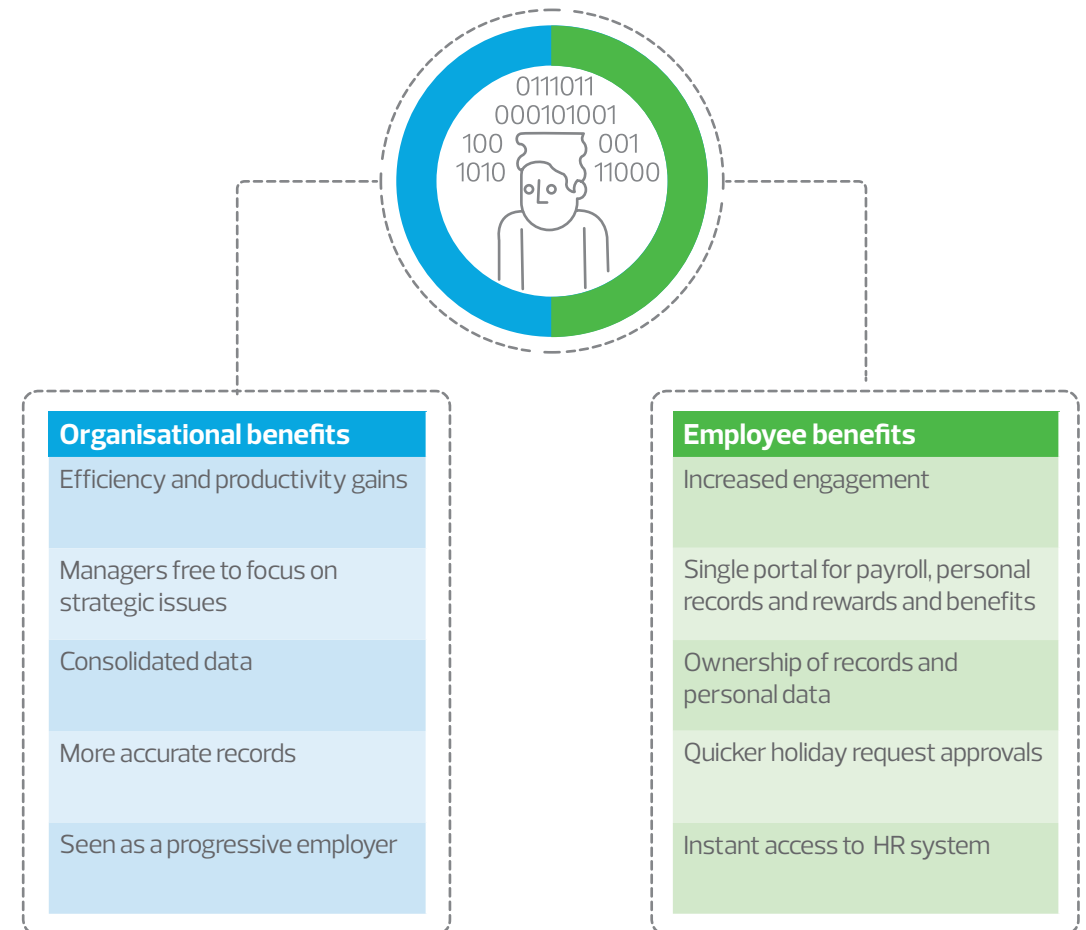 0111011
000101001
100
001
1010
11000
Organisational benefits
Efficiency and productivity gains
Managers free to focus on
strategic issues
Consolidated data
More accurate records
Seen as a progressive employer
Employee benefits
Increased engagement
Single portal for payroll, personal
records and rewards and benefits
Ownership of records and
personal data
Quicker holiday request approvals
Instant access to HR system